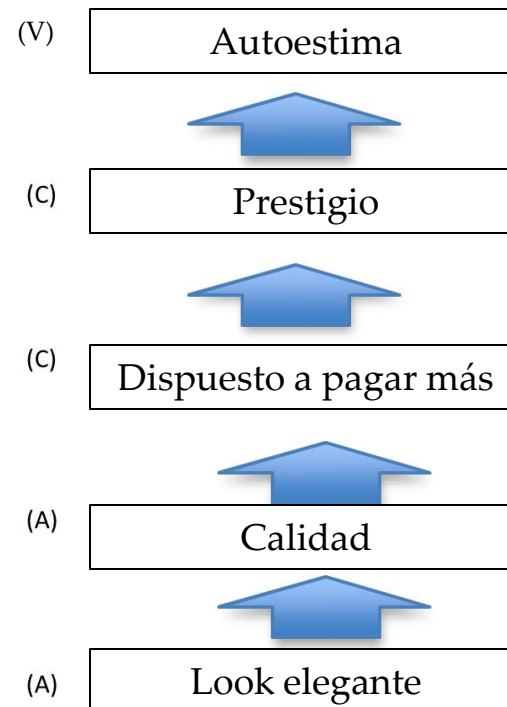 (V) Autoestima
(C) Prestigio
(C) Dispuesto a pagar más
(A) Calidad
(A) Look elegante